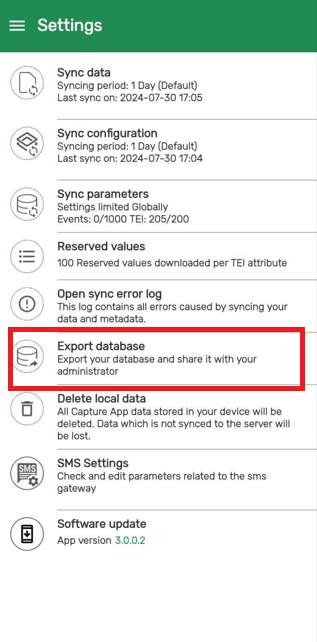 Settings
Sync data
Syncing period: 1 Day (Default)
Last sync on: 2024-07-30 17:05
Sync configuration
Syncing period: 1 Day (Default)
Last sync on: 2024-07-30 17:04
Sync parameters
Settings limited Globally
Events: 0/1000 TEI: 205/200
Reserved values
100 Reserved values downloaded per TEI attribute
Open sync error log
This log contains all errors caused by syncing your
data and metadata.
Export database
Export your database and share it with your
administrator
Delete local data
All Capture App data stored in your device will be
deleted. Data which is not synced to the server will
be lost.
SMS
SMS Settings
Check and edit parameters related to the sms
gateway
Software update
App version 3.0.0.2